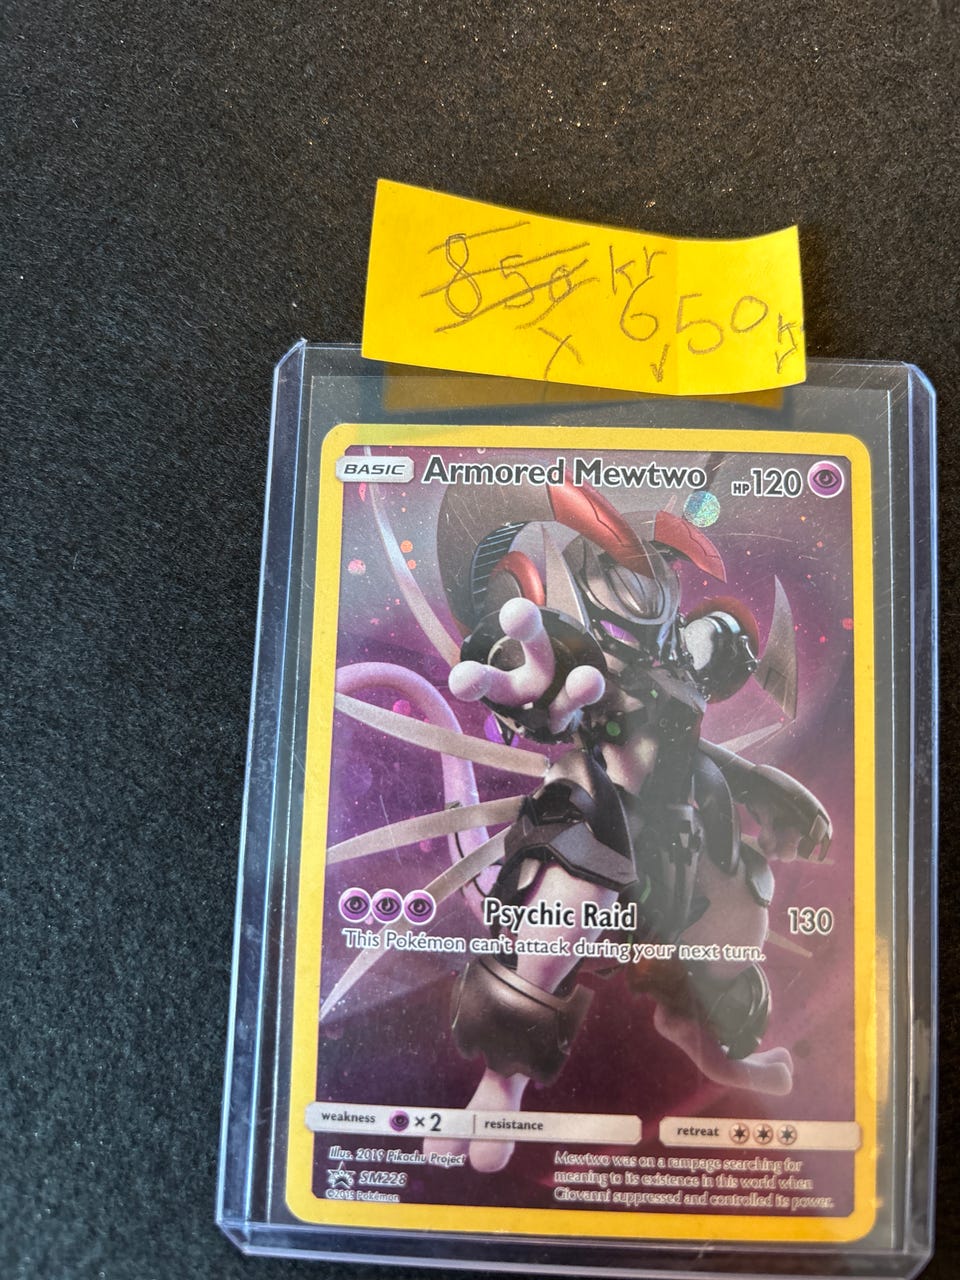 850 kr
650 kr
BASIC Armored Mewtwo HP120
Psychic Raid 130
This Pokémon can't attack during your next turn.
weakness ×2 resistance retreat
Illus. 2019 Pikachu Project
SM228
©2019 Pokémon
Mewtwo was on a rampage searching for
meaning to its existence in this world when
Giovanni suppressed and controlled its power.